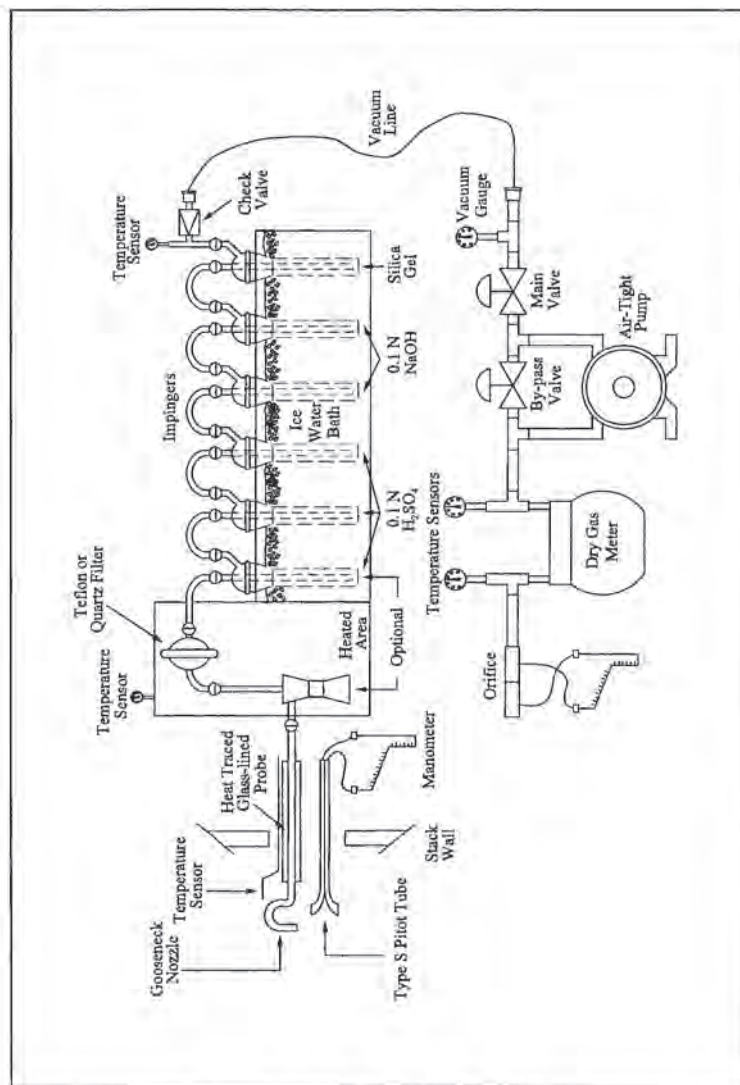 Temperature
Sensor
Check
Valve
Vacuum
Line
Impingers
Teflon or
Quartz Filter
Temperature
Sensor
Ice
Water
Bath
Silica
Gel
0.1 N
NaOH
0.1 N
H₂SO₄
Optional
Heated
Area
Heat Traced
Glass-lined
Probe
Temperature
Sensor
Gooseneck
Nozzle
Type S Pitot Tube
Stack
Wall
Manometer
Vacuum
Gauge
Main
Valve
By-pass
Valve
Air-Tight
Pump
Temperature Sensors
Dry Gas
Meter
Orifice